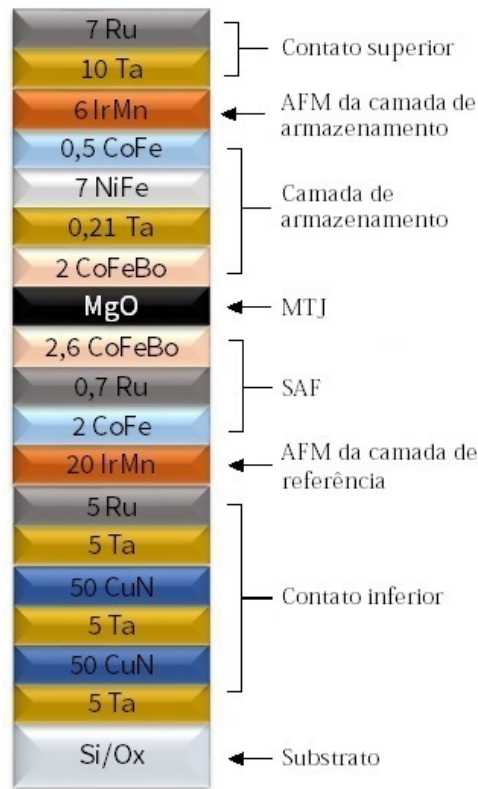 7 Ru
10 Ta
Contato superior
6 IrMn
AFM da camada de
armazenamento
0,5 CoFe
7 NiFe
0,21 Ta
2 CoFeBo
Camada de
armazenamento
MgO
MTJ
2,6 CoFeBo
0,7 Ru
2 CoFe
SAF
20 IrMn
AFM da camada de
referência
5 Ru
5 Ta
50 CuN
5 Ta
50 CuN
5 Ta
Contato inferior
Si/Ox
Substrato